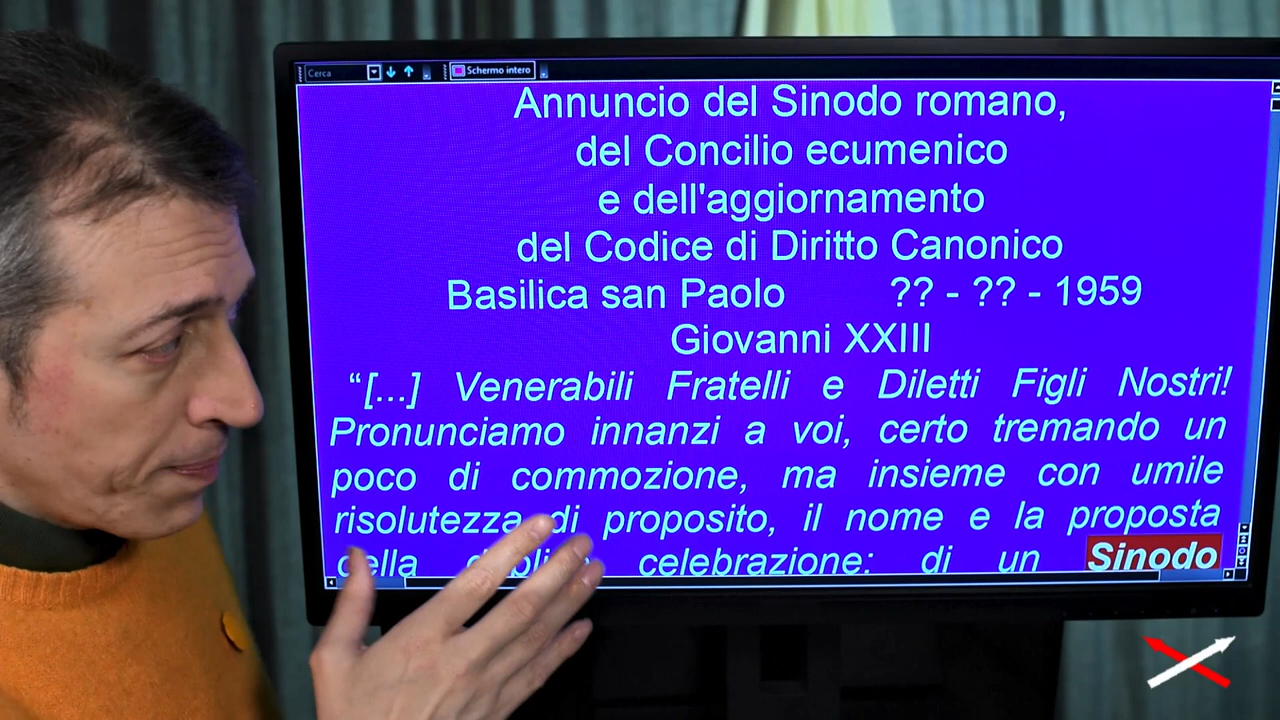 Cerca
Schermo intero
Annuncio del Sinodo romano,
del Concilio ecumenico
e dell'aggiornamento
del Codice di Diritto Canonico
Basilica san Paolo ?? - ?? - 1959
Giovanni XXIII
“[...] Venerabili Fratelli e Diletti Figli Nostri!
Pronunciamo innanzi a voi, certo tremando un
poco di commozione, ma insieme con umile
risolutezza di proposito, il nome e la proposta
della celebrazione: di un Sinodo